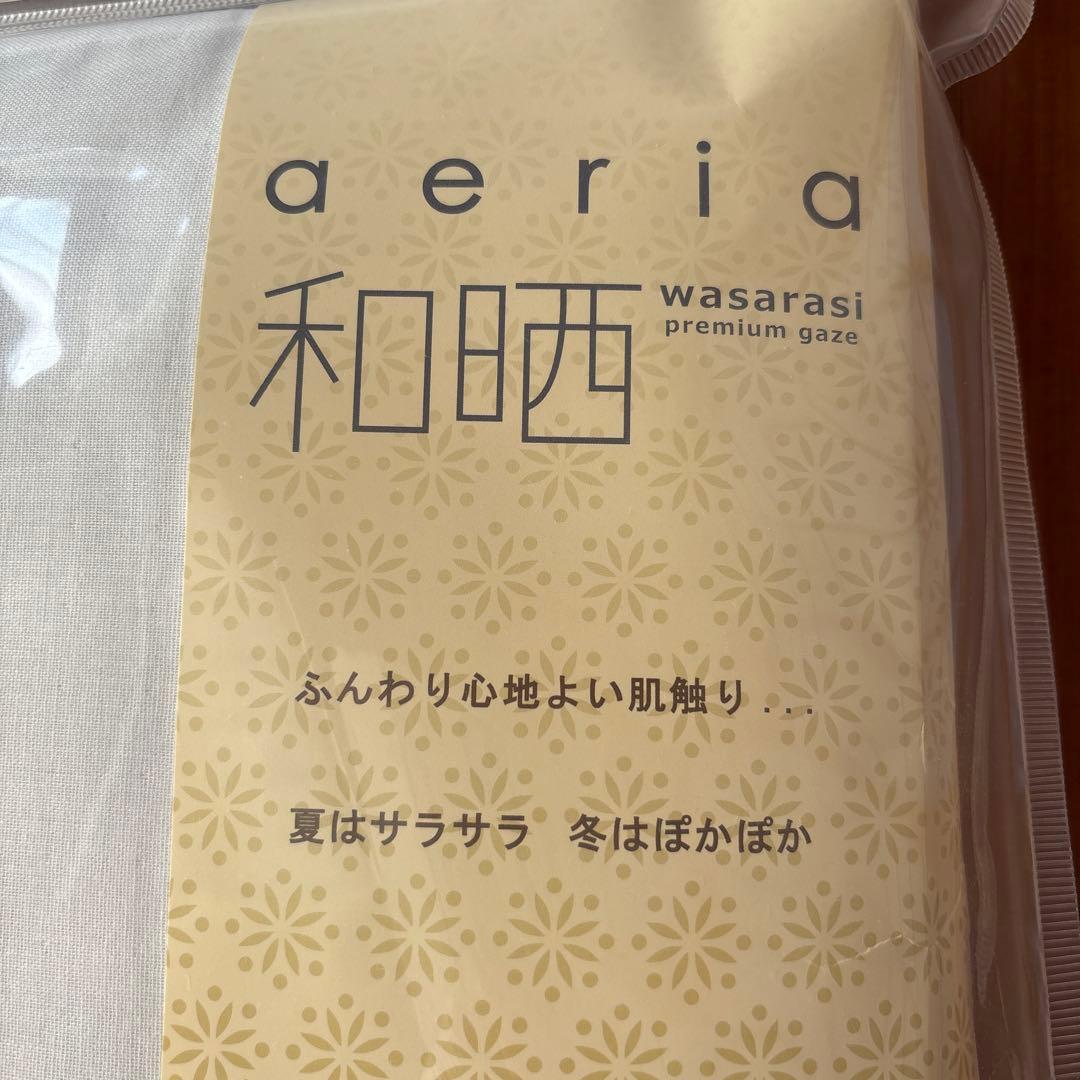 aeria
和晒
wasarasi
premium gaze
ふんわり心地よい肌触り...
夏はサラサラ　冬はぽかぽか